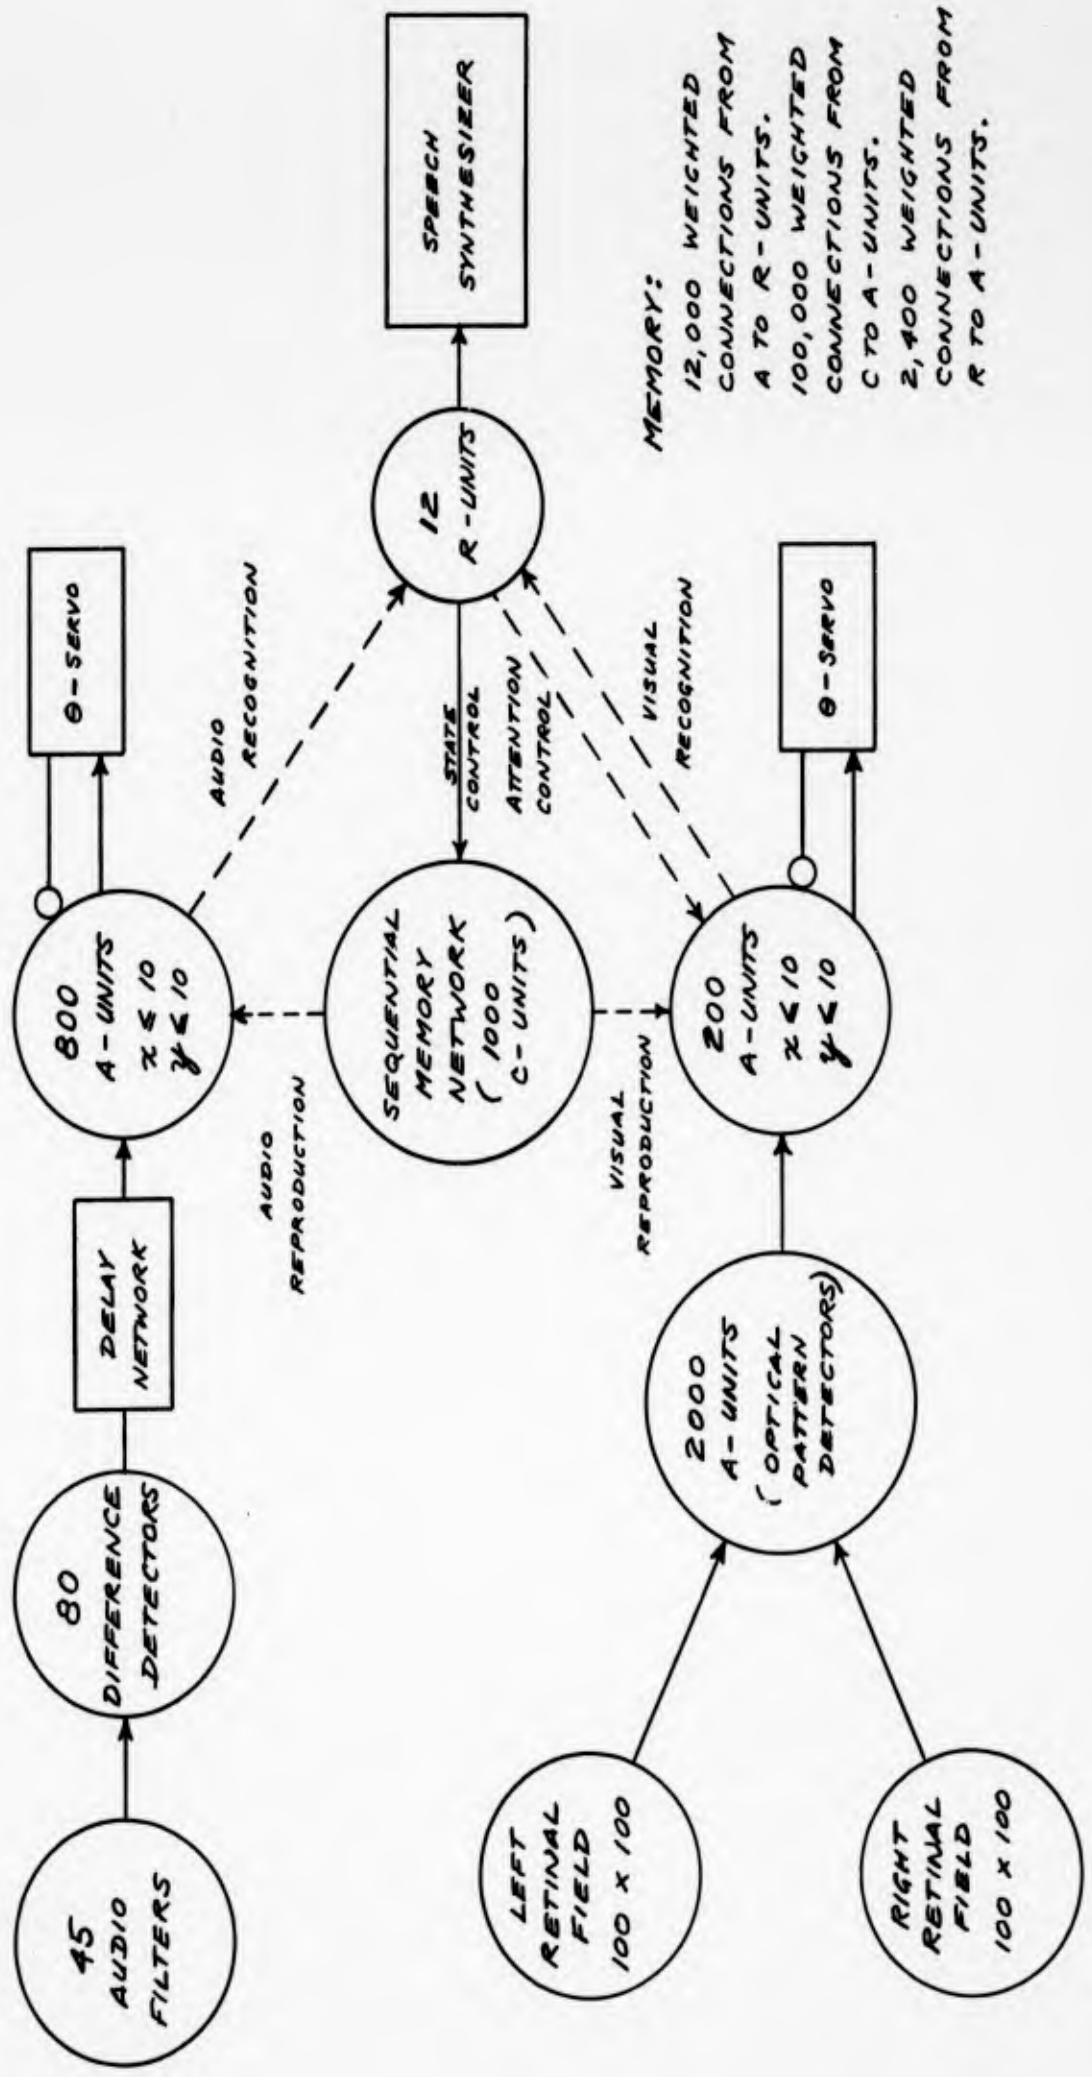 45
AUDIO
FILTERS
80
DIFFERENCE
DETECTORS
DELAY
NETWORK
800
A-UNITS
x ≤ 10
y ≤ 10
θ-SERVO
AUDIO
REPRODUCTION
AUDIO
RECOGNITION
SEQUENTIAL
MEMORY
NETWORK
( 1000
C-UNITS )
STATE
CONTROL
ATTENTION
CONTROL
12
R-UNITS
SPEECH
SYNTHESIZER
VISUAL
REPRODUCTION
VISUAL
RECOGNITION
LEFT
RETINAL
FIELD
100 x 100
RIGHT
RETINAL
FIELD
100 x 100
2000
A-UNITS
( OPTICAL
PATTERN
DETECTORS)
200
A-UNITS
x ≤ 10
y ≤ 10
θ-SERVO
MEMORY:
12,000 WEIGHTED
CONNECTIONS FROM
A TO R-UNITS.
100,000 WEIGHTED
CONNECTIONS FROM
C TO A-UNITS.
2,400 WEIGHTED
CONNECTIONS FROM
R TO A-UNITS.